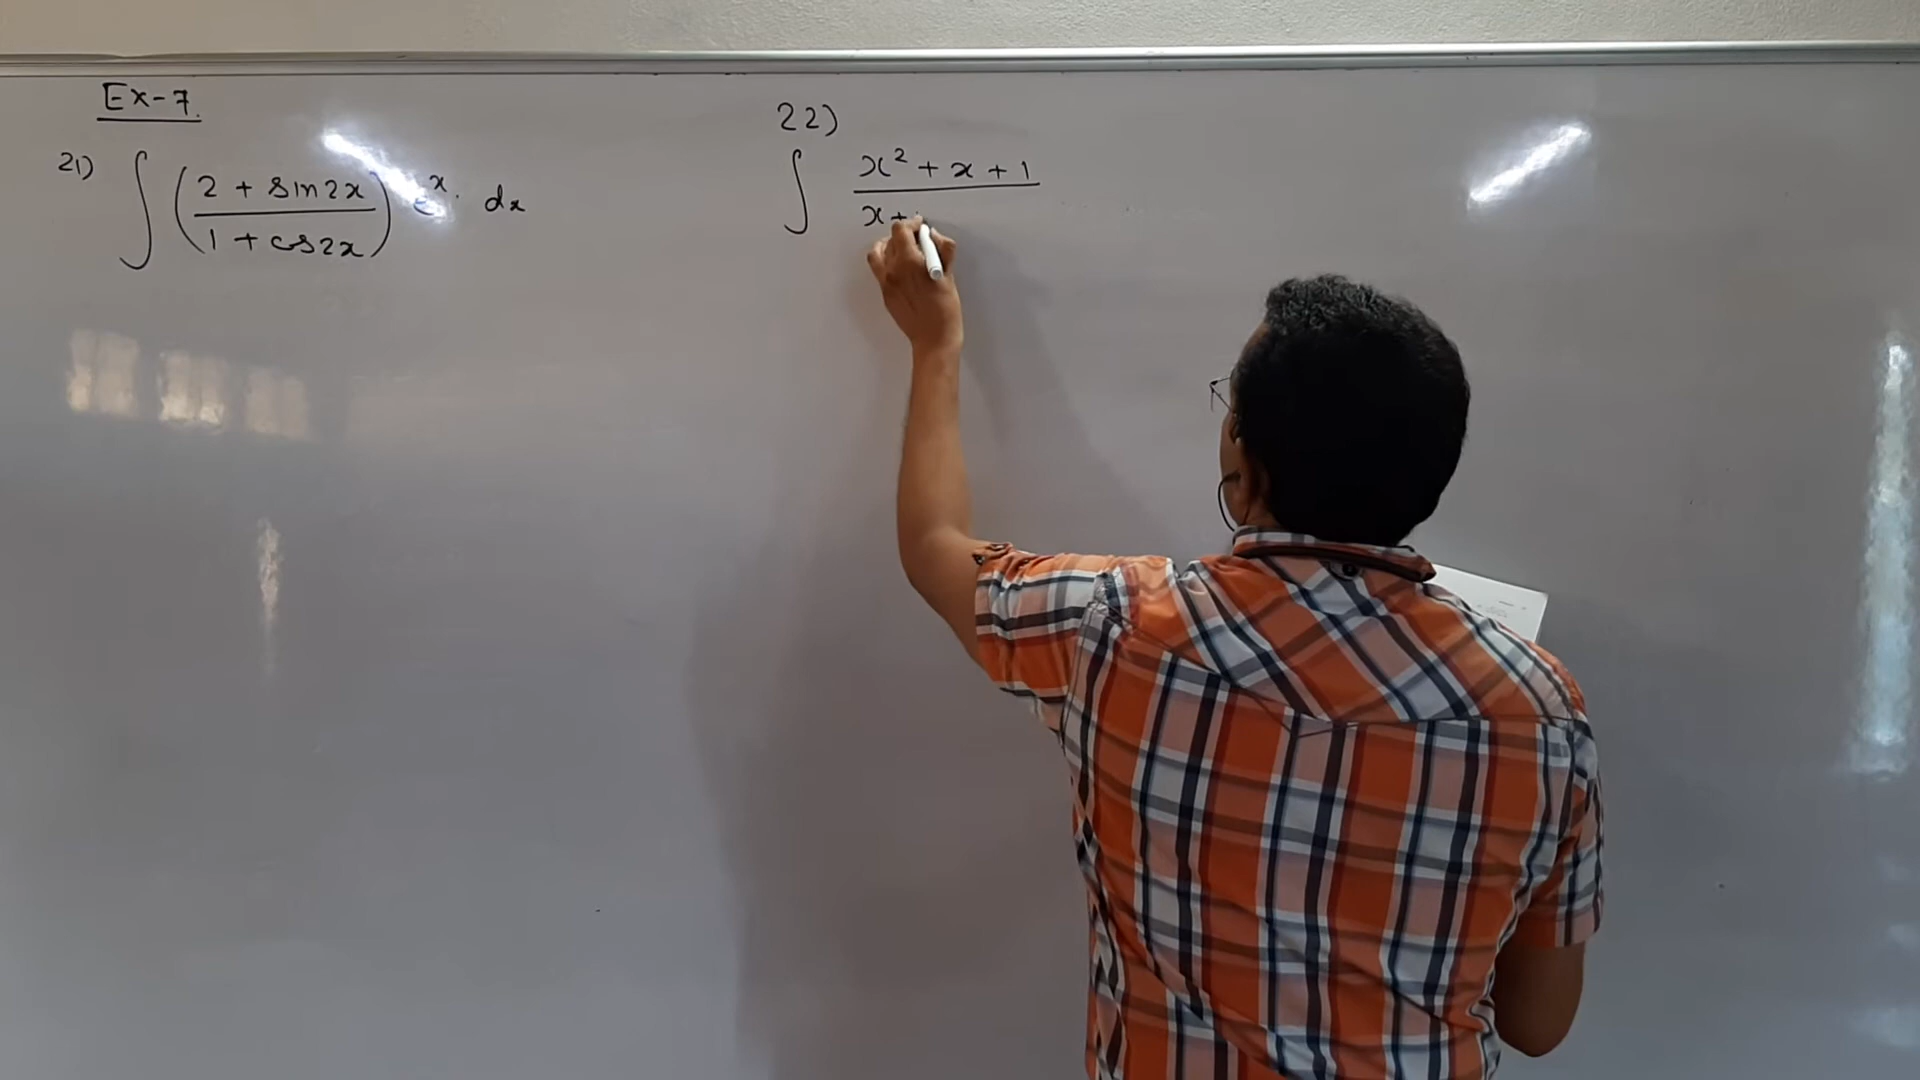 Ex-7.
21) ∫ ((2 + sin2x)/(1 + cos2x)) e^x. dx
22)
∫ (x² + x + 1)/(x+